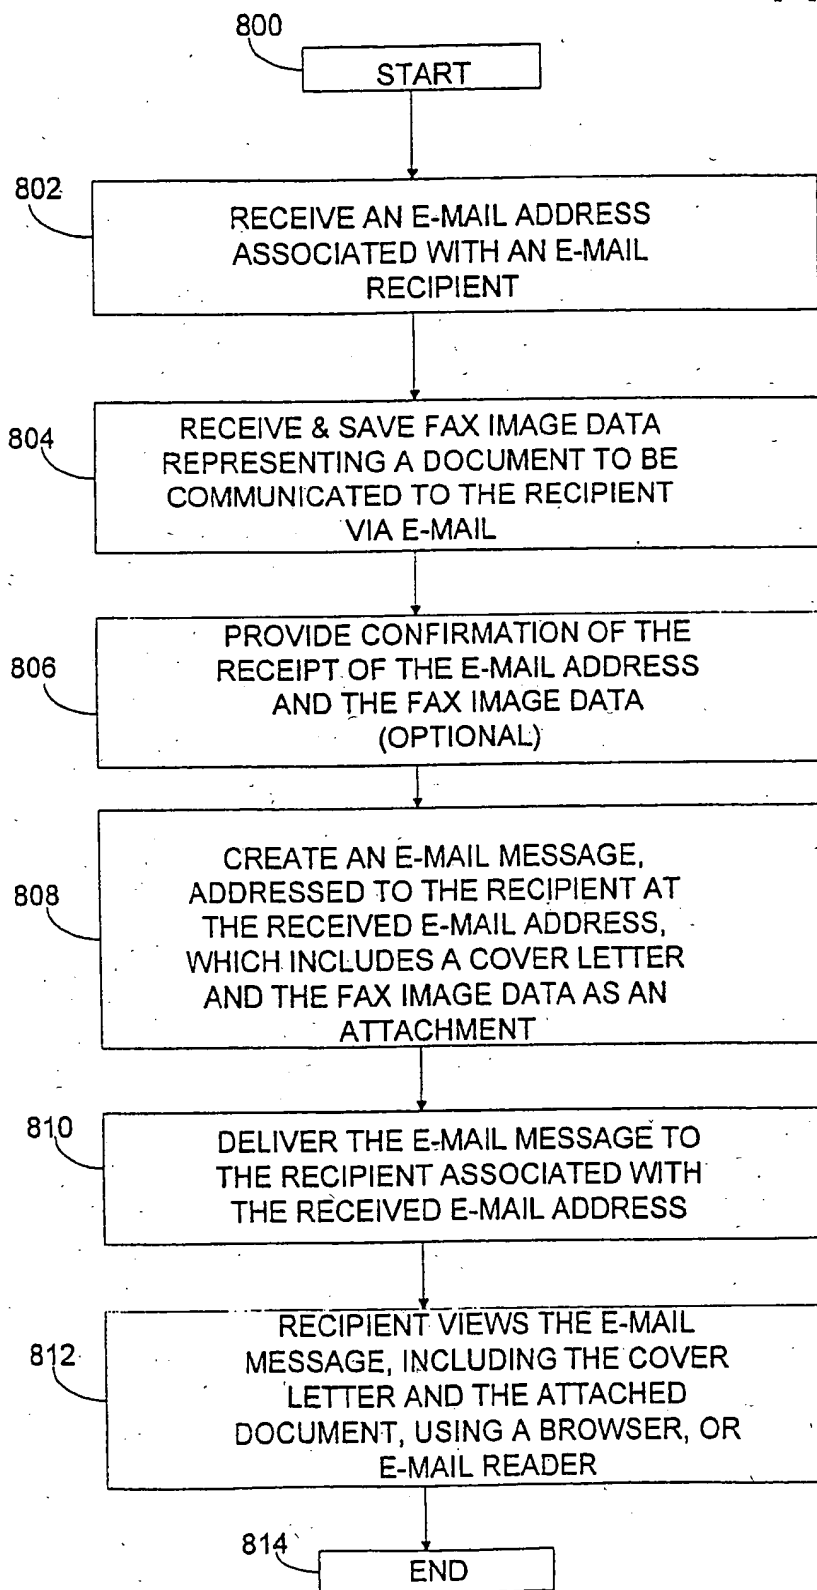 800
START
802
RECEIVE AN E-MAIL ADDRESS
ASSOCIATED WITH AN E-MAIL
RECIPIENT
804
RECEIVE & SAVE FAX IMAGE DATA
REPRESENTING A DOCUMENT TO BE
COMMUNICATED TO THE RECIPIENT
VIA E-MAIL
806
PROVIDE CONFIRMATION OF THE
RECEIPT OF THE E-MAIL ADDRESS
AND THE FAX IMAGE DATA
(OPTIONAL)
808
CREATE AN E-MAIL MESSAGE,
ADDRESSED TO THE RECIPIENT AT
THE RECEIVED E-MAIL ADDRESS,
WHICH INCLUDES A COVER LETTER
AND THE FAX IMAGE DATA AS AN
ATTACHMENT
810
DELIVER THE E-MAIL MESSAGE TO
THE RECIPIENT ASSOCIATED WITH
THE RECEIVED E-MAIL ADDRESS
812
RECIPIENT VIEWS THE E-MAIL
MESSAGE, INCLUDING THE COVER
LETTER AND THE ATTACHED
DOCUMENT, USING A BROWSER, OR
E-MAIL READER
814
END